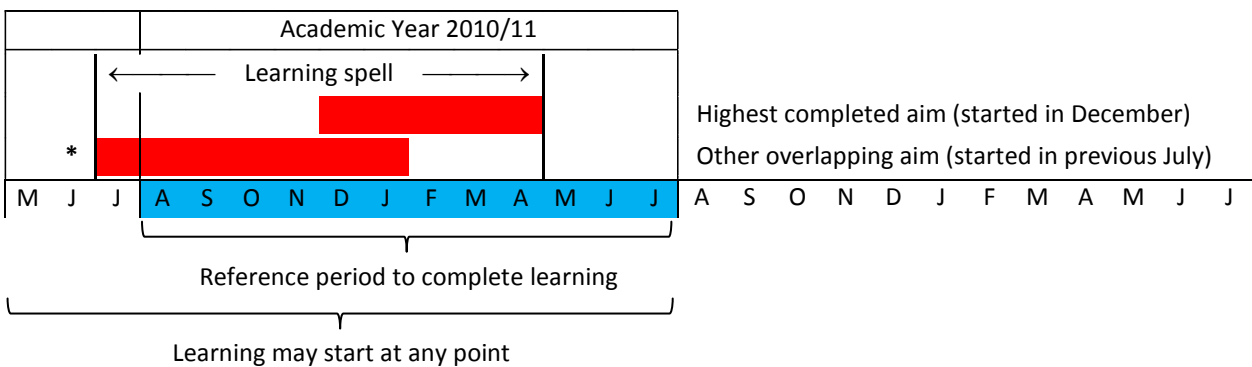 Academic Year 2010/11
← Learning spell →
Highest completed aim (started in December)
* Other overlapping aim (started in previous July)
M J J A S O N D J F M A M J J A S O N D J F M A M J J
Reference period to complete learning
Learning may start at any point